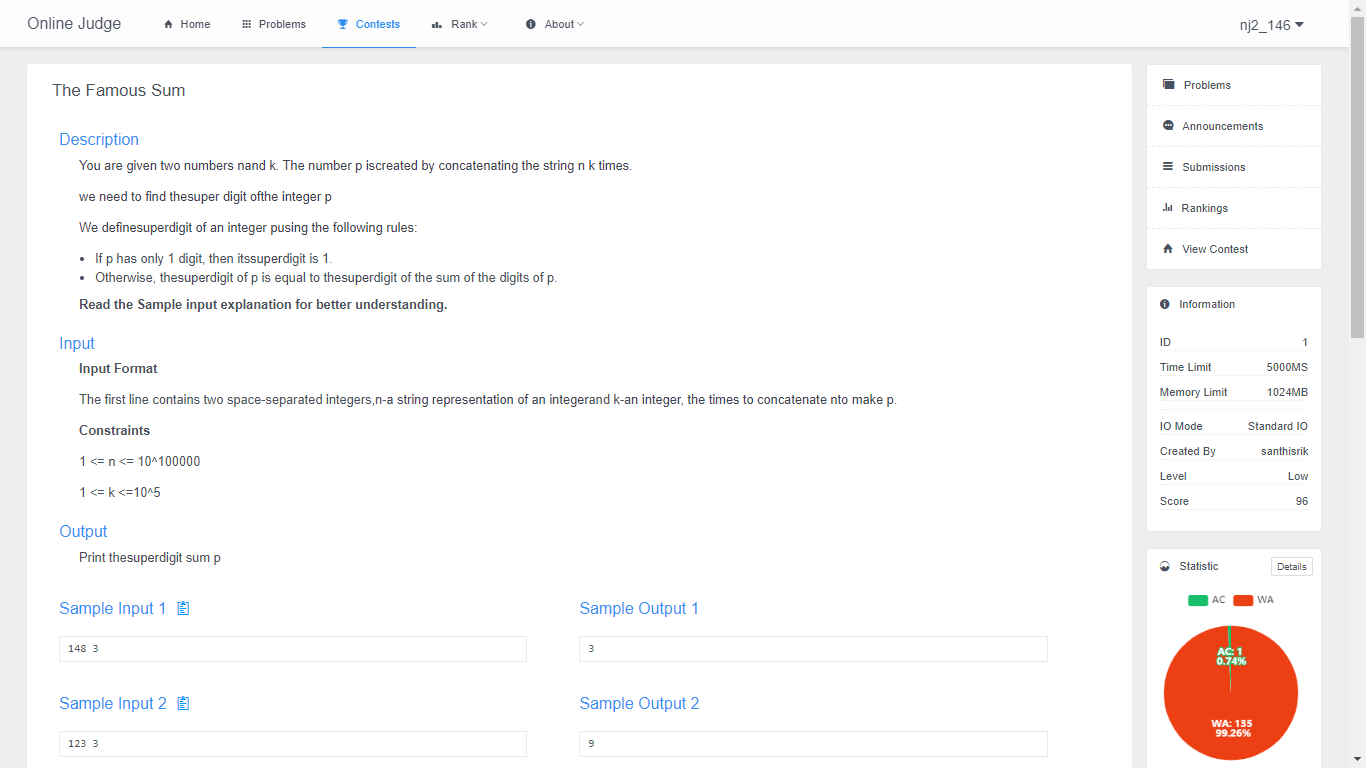 Online Judge
Home
Problems
Contests
Rank
About
nj2_146
The Famous Sum
Description
You are given two numbers nand k. The number p iscreated by concatenating the string n k times.
we need to find thesuper digit ofthe integer p
We definesuperdigit of an integer pusing the following rules:
If p has only 1 digit, then itssuperdigit is 1.
Otherwise, thesuperdigit of p is equal to thesuperdigit of the sum of the digits of p.
Read the Sample input explanation for better understanding.
Input
Input Format
The first line contains two space-separated integers,n-a string representation of an integerand k-an integer, the times to concatenate nto make p.
Constraints
1 <= n <= 10^100000
1 <= k <=10^5
Output
Print thesuperdigit sum p
Sample Input 1
148 3
Sample Output 1
3
Sample Input 2
123 3
Sample Output 2
9
Problems
Announcements
Submissions
Rankings
View Contest
Information
ID 1
Time Limit 5000MS
Memory Limit 1024MB
IO Mode Standard IO
Created By santhisrik
Level Low
Score 96
Statistic
Details
AC WA
AC: 1
0.74%
WA: 135
99.26%